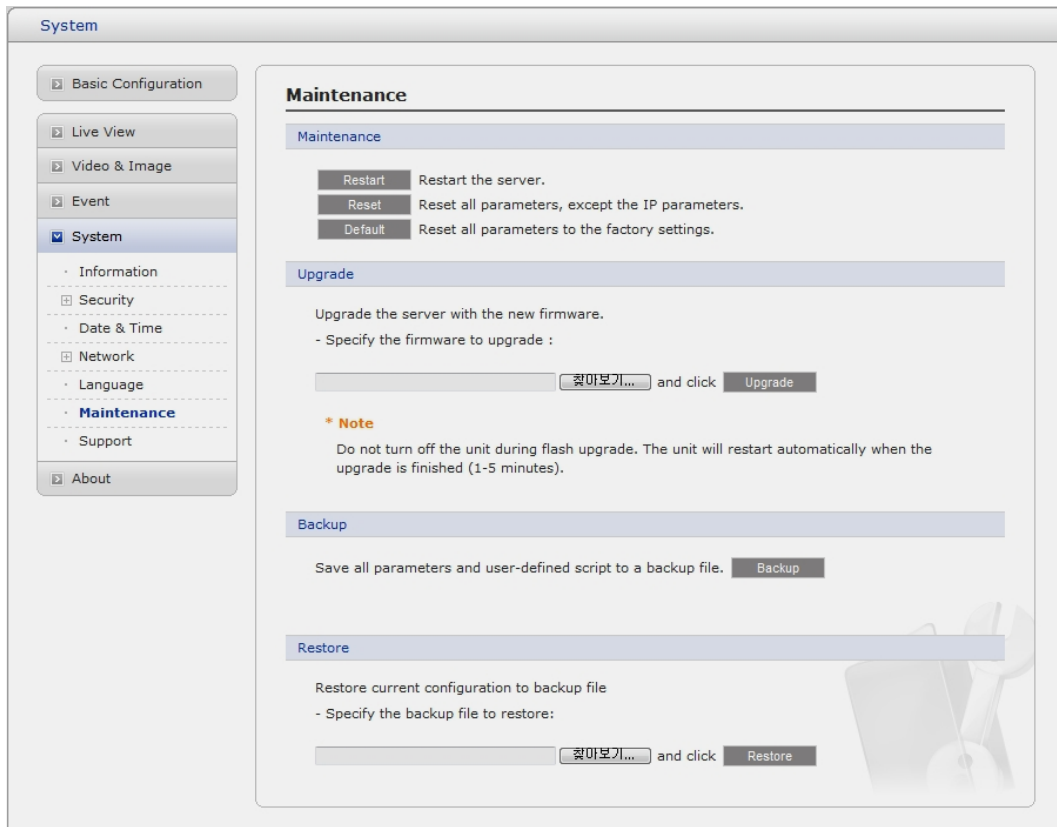 System
Basic Configuration
Live View
Video & Image
Event
System
· Information
Security
· Date & Time
Network
· Language
· Maintenance
· Support
About
Maintenance
Maintenance
Restart Restart the server.
Reset Reset all parameters, except the IP parameters.
Default Reset all parameters to the factory settings.
Upgrade
Upgrade the server with the new firmware.
- Specify the firmware to upgrade :
찾아보기... and click Upgrade
* Note
Do not turn off the unit during flash upgrade. The unit will restart automatically when the
upgrade is finished (1-5 minutes).
Backup
Save all parameters and user-defined script to a backup file. Backup
Restore
Restore current configuration to backup file
- Specify the backup file to restore:
찾아보기... and click Restore